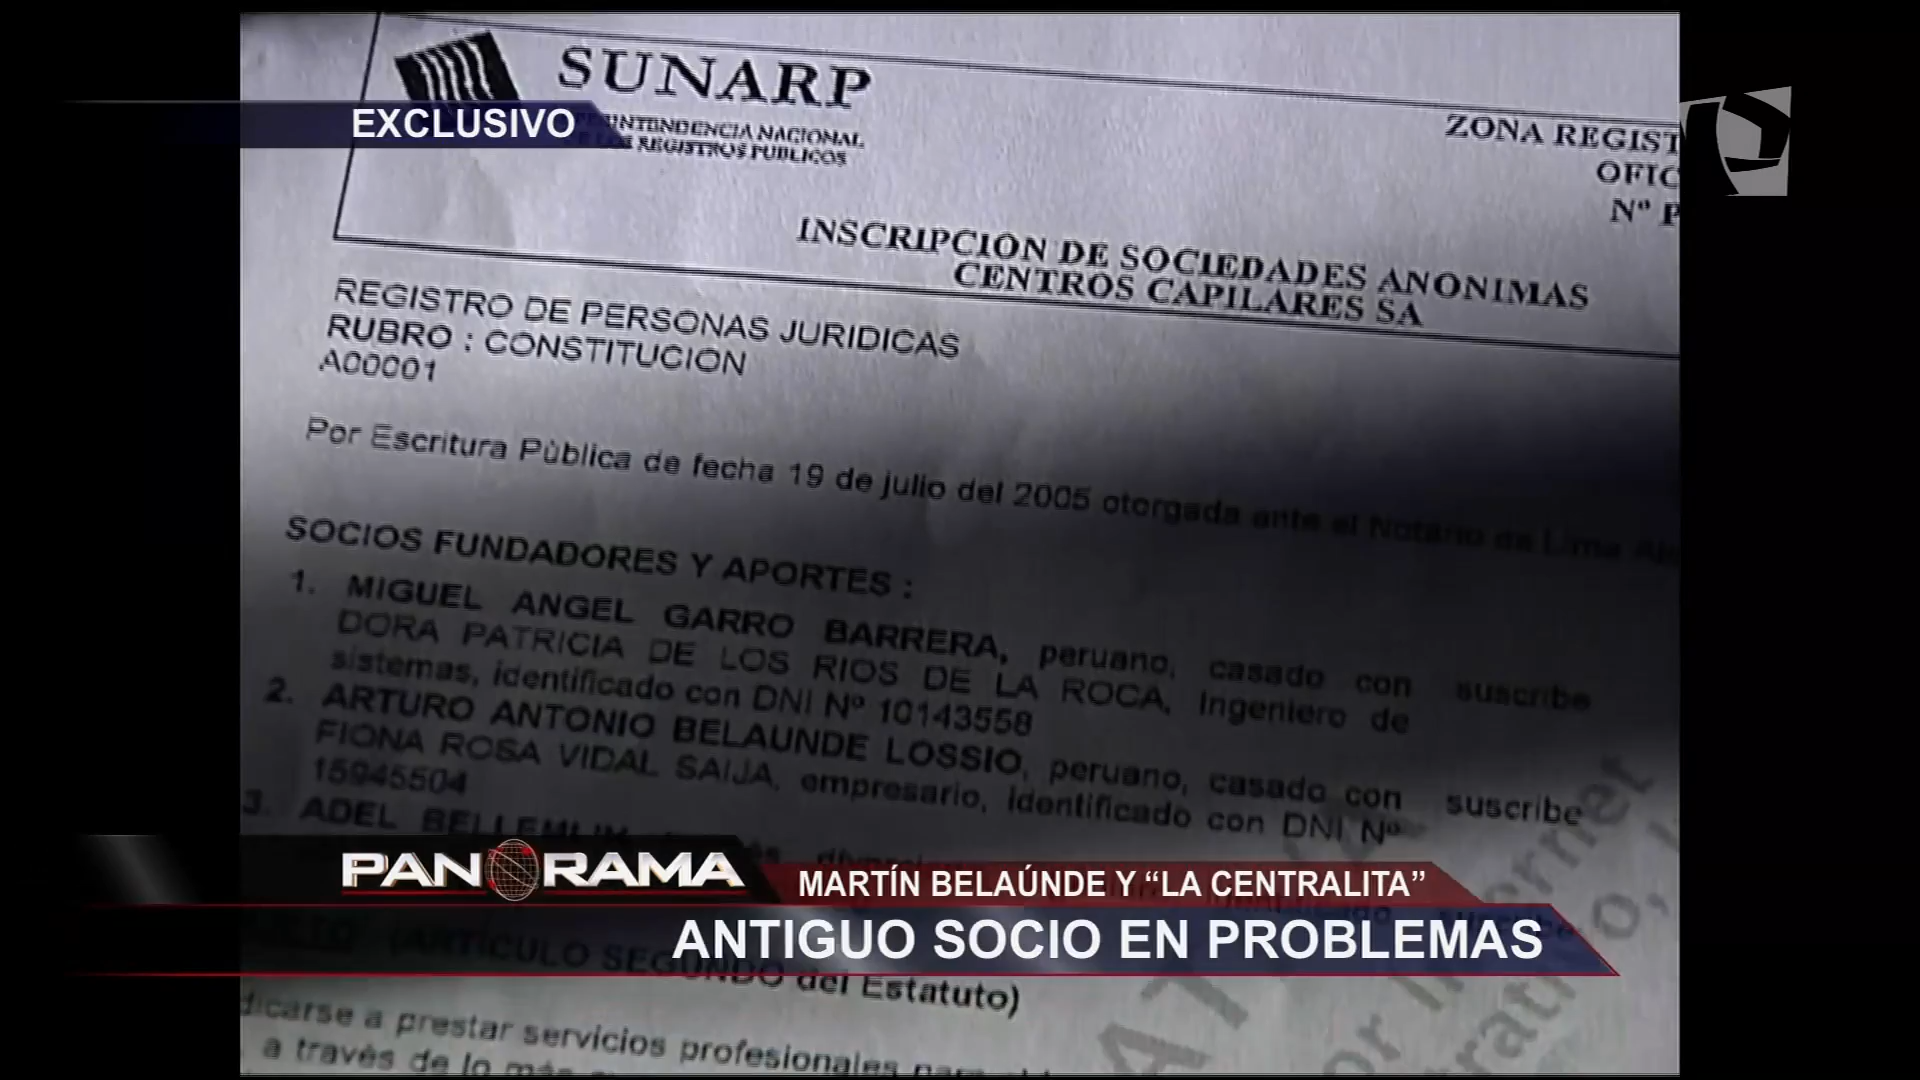 SUNARP
INTENDENCIA NACIONAL
LOS REGISTROS PUBLICOS
EXCLUSIVO
ZONA REGIST
OFIC
Nº P
INSCRIPCIÓN DE SOCIEDADES ANONIMAS
CENTROS CAPILARES SA
REGISTRO DE PERSONAS JURIDICAS
RUBRO : CONSTITUCION
A00001
Por Escritura Pública de fecha 19 de julio del 2005 otorgada ante el Notario de Lima
SOCIOS FUNDADORES Y APORTES :
1. MIGUEL ANGEL GARRO BARRERA, peruano, casado con suscribe
DORA PATRICIA DE LOS RIOS DE LA ROCA, Ingeniero de
sistemas, identificado con DNI Nº 10143558
2. ARTURO ANTONIO BELAUNDE LOSSIO, peruano, casado con suscribe
FIONA ROSA VIDAL SAIJA, empresario, identificado con DNI Nº
15945504
3. ADEL
PANORAMA
MARTÍN BELAÚNDE Y “LA CENTRALITA”
ANTIGUO SOCIO EN PROBLEMAS
(ARTÍCULO SEGUNDO del Estatuto)
dicarse a prestar servicios profesionales
a través de lo más